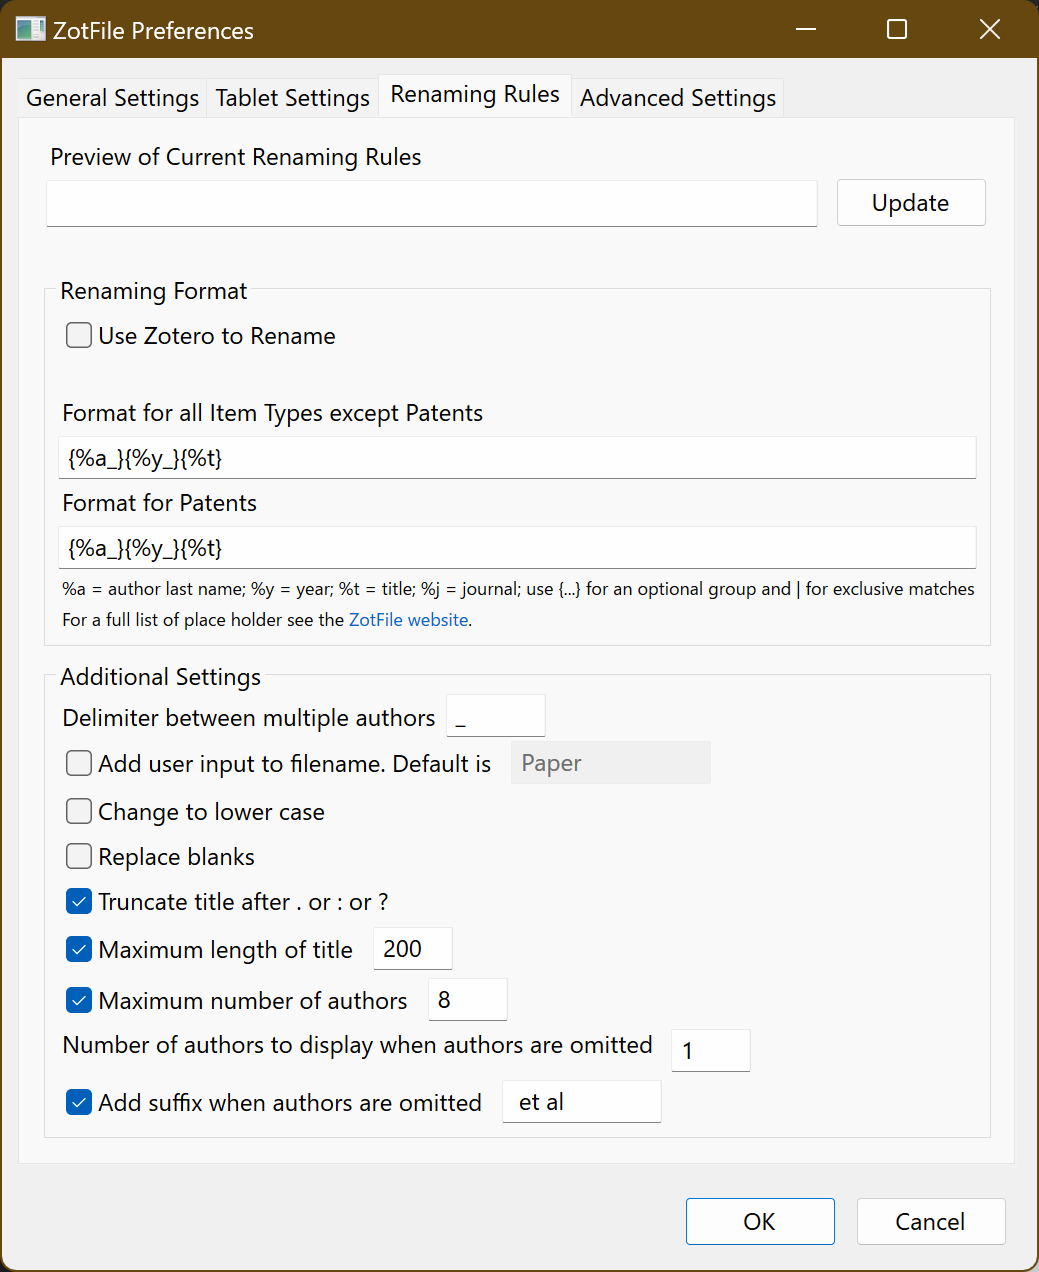 ZotFile Preferences
General Settings Tablet Settings Renaming Rules Advanced Settings
Preview of Current Renaming Rules
Update
Renaming Format
Use Zotero to Rename
Format for all Item Types except Patents
{%a_}{%y_}{%t}
Format for Patents
{%a_}{%y_}{%t}
%a = author last name; %y = year; %t = title; %j = journal; use {...} for an optional group and | for exclusive matches
For a full list of place holder see the ZotFile website.
Additional Settings
Delimiter between multiple authors _
Add user input to filename. Default is Paper
Change to lower case
Replace blanks
Truncate title after . or : or ?
Maximum length of title 200
Maximum number of authors 8
Number of authors to display when authors are omitted 1
Add suffix when authors are omitted et al
OK Cancel